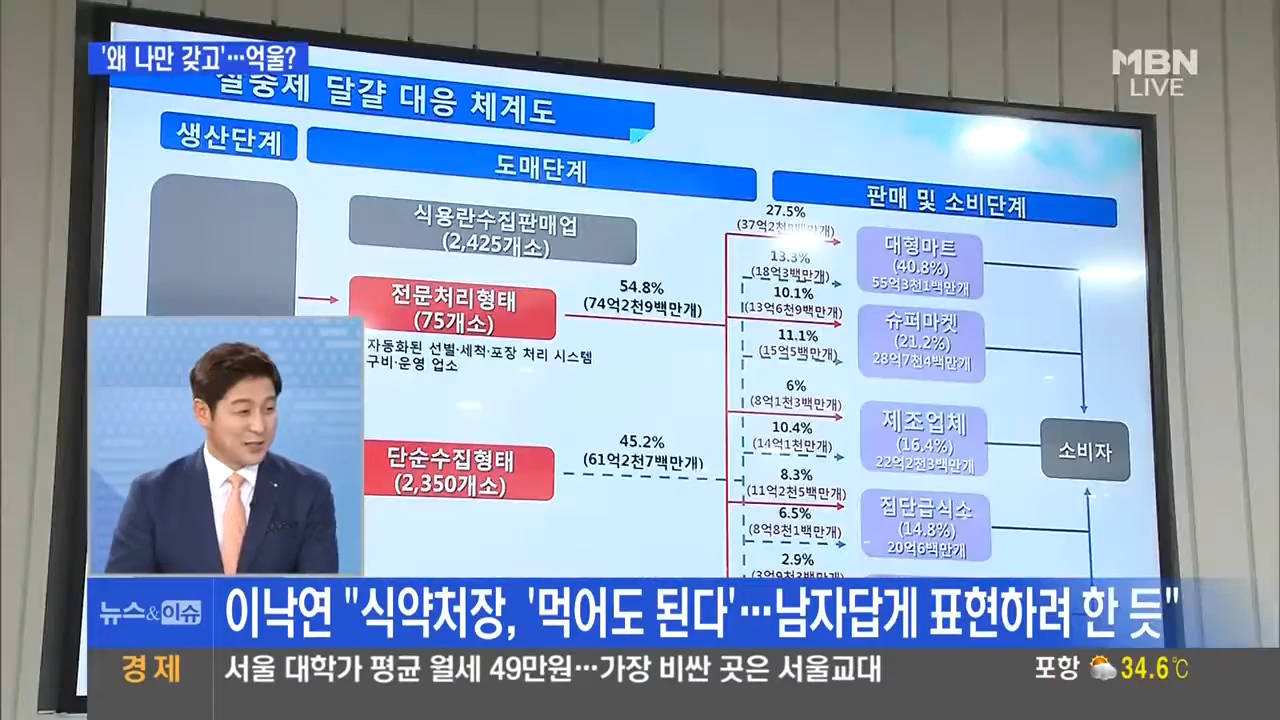 '왜 나만 갖고'…억울?
MBN
LIVE
살충제 달걀 대응 체계도
생산단계
도매단계
판매 및 소비단계
식용란수집판매업
(2,425개소)
전문처리형태
(75개소)
자동화된 선별·세척·포장 처리 시스템
구비·운영 업소
단순수집형태
(2,350개소)
54.8%
(74억2천9백만개)
45.2%
(61억2천7백만개)
27.5%
13.3%
(18억3백만개)
10.1%
(13억6천9백만개)
11.1%
(15억5백만개)
6%
(8억1천3백만개)
10.4%
(14억1천만개)
8.3%
(11억2천5백만개)
6.5%
(8억8천1백만개)
2.9%
(3억9천3백만개)
대형마트
(40.8%)
55억3천1백만개
슈퍼마켓
(21.2%)
28억7천4백만개
제조업체
(16.4%)
22억2천3백만개
집단급식소
(14.8%)
20억6백만개
소비자
뉴스&이슈
이낙연 "식약처장, '먹어도 된다'…남자답게 표현하려 한 듯"
경제
서울 대학가 평균 월세 49만원…가장 비싼 곳은 서울교대
포항
34.6℃